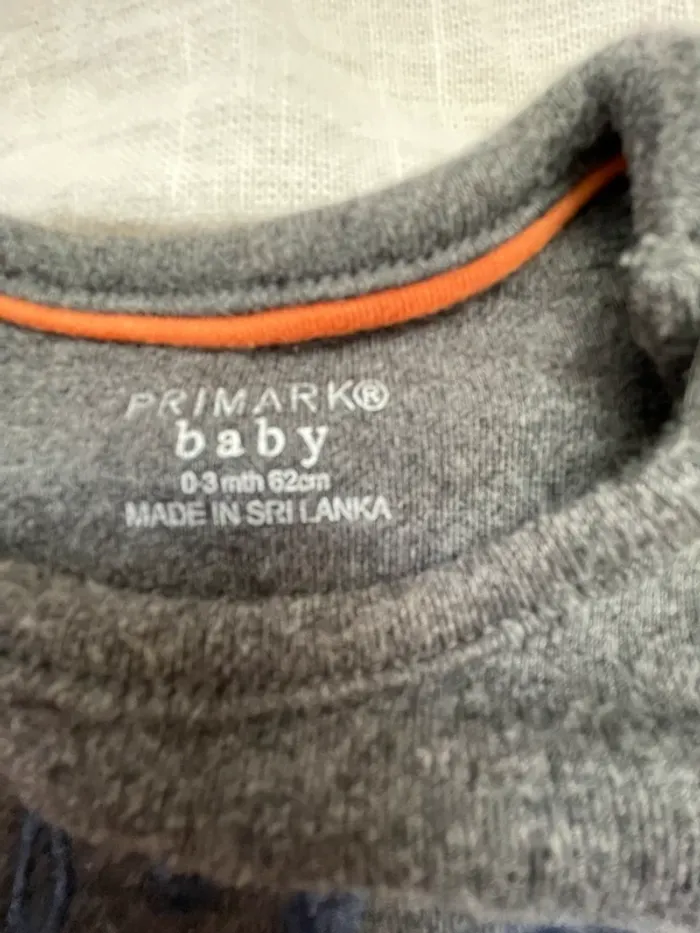 PRIMARK®
baby
0-3 mth 62cm
MADE IN SRI LANKA